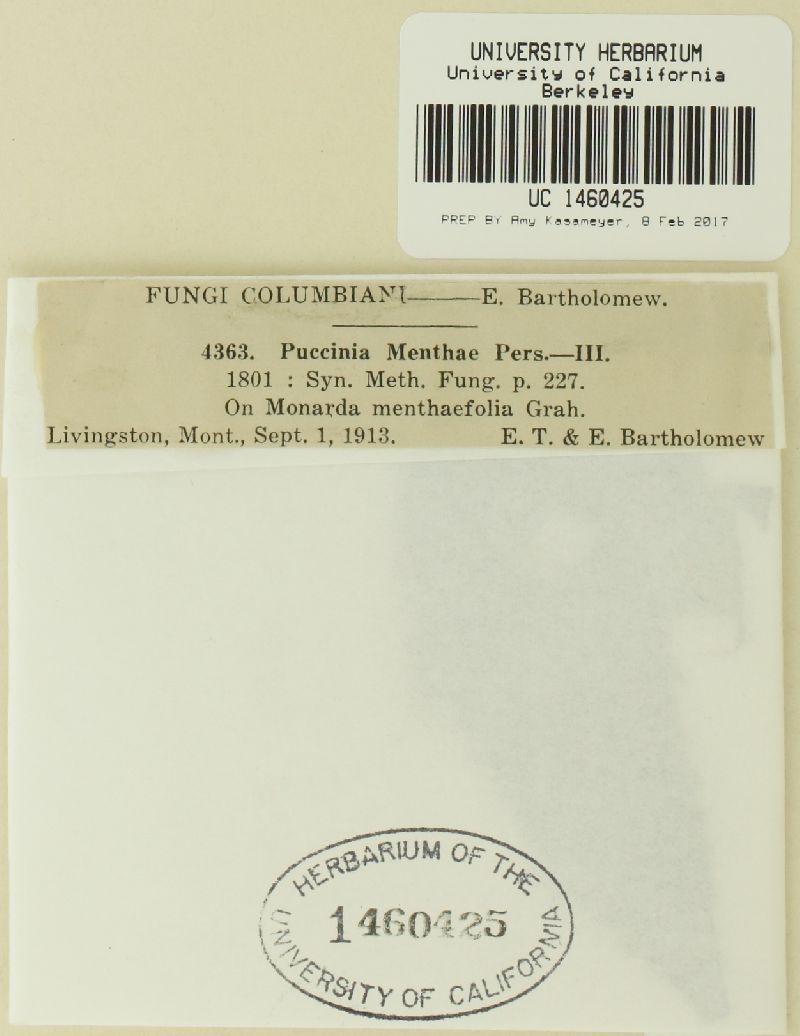 UNIVERSITY HERBARIUM
University of California
Berkeley
UC 1460425
PREP BY Amy Kasameyer, 8 Feb 2017
FUNGI COLUMBIANI——E. Bartholomew.
4363. Puccinia Menthae Pers.—III.
1801 : Syn. Meth. Fung. p. 227.
On Monarda menthaefolia Grah.
Livingston, Mont., Sept. 1, 1913. E. T. & E. Bartholomew
HERBARIUM OF THE
1460425
UNIVERSITY OF CALIFORNIA